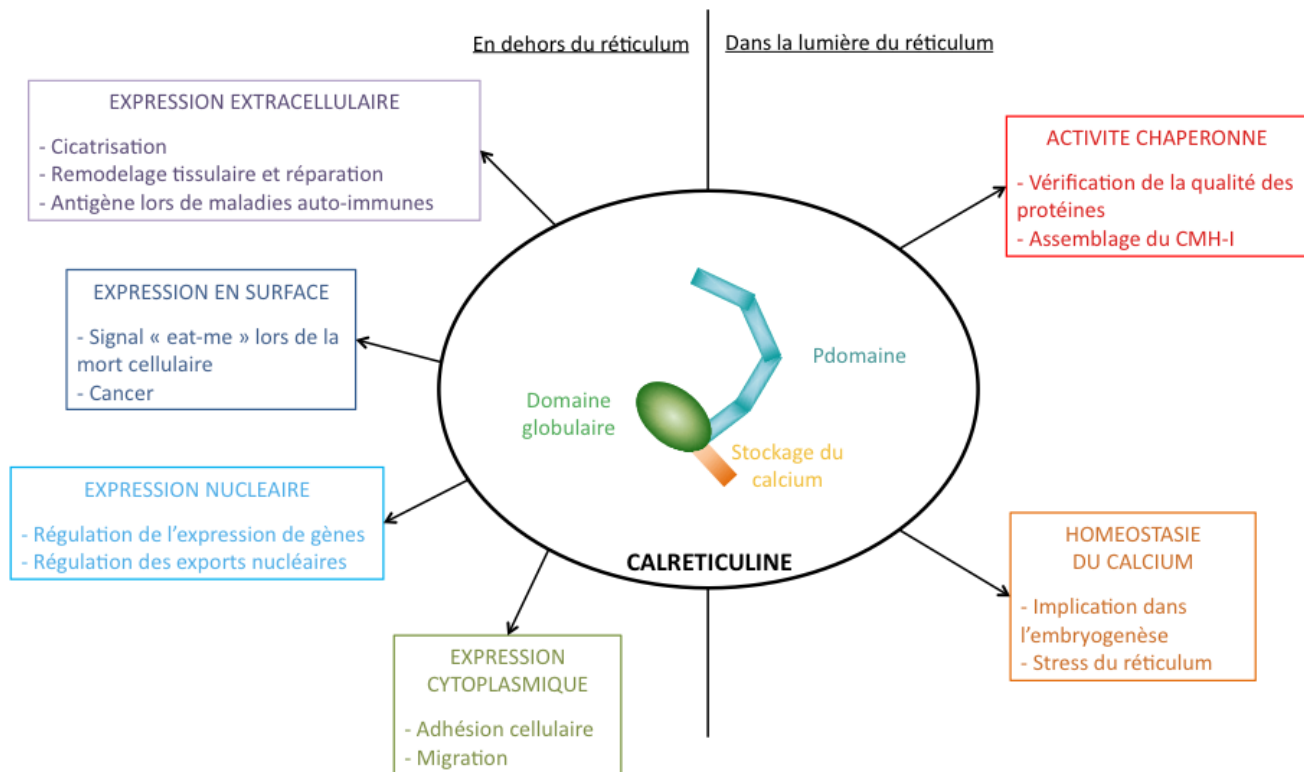 En dehors du réticulum
Dans la lumière du réticulum
EXPRESSION EXTRACELLULAIRE
- Cicatrisation
- Remodelage tissulaire et réparation
- Antigène lors de maladies auto-immunes
EXPRESSION EN SURFACE
- Signal « eat-me » lors de la
mort cellulaire
- Cancer
EXPRESSION NUCLEAIRE
- Régulation de l'expression de gènes
- Régulation des exports nucléaires
EXPRESSION
CYTOPLASMIQUE
- Adhésion cellulaire
- Migration
Pdomaine
Domaine
globulaire
Stockage du
calcium
CALRETICULINE
ACTIVITE CHAPERONNE
- Vérification de la qualité des
protéines
- Assemblage du CMH-I
HOMEOSTASIE
DU CALCIUM
- Implication dans
l'embryogenèse
- Stress du réticulum